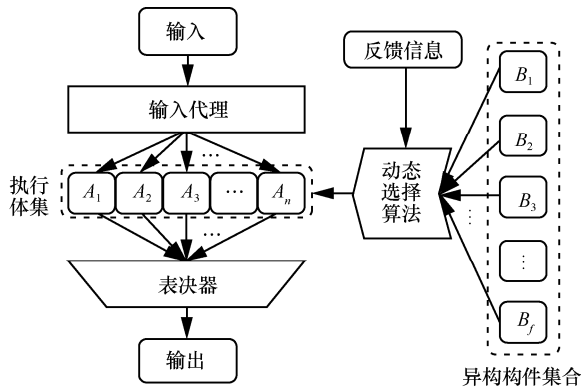 输入
反馈信息
输入代理
…
执行
体集
A₁ A₂ A₃ … Aₙ
…
表决器
输出
动态
选择
算法
⋮
B₁
B₂
B₃
⋮
B_f
异构构件集合